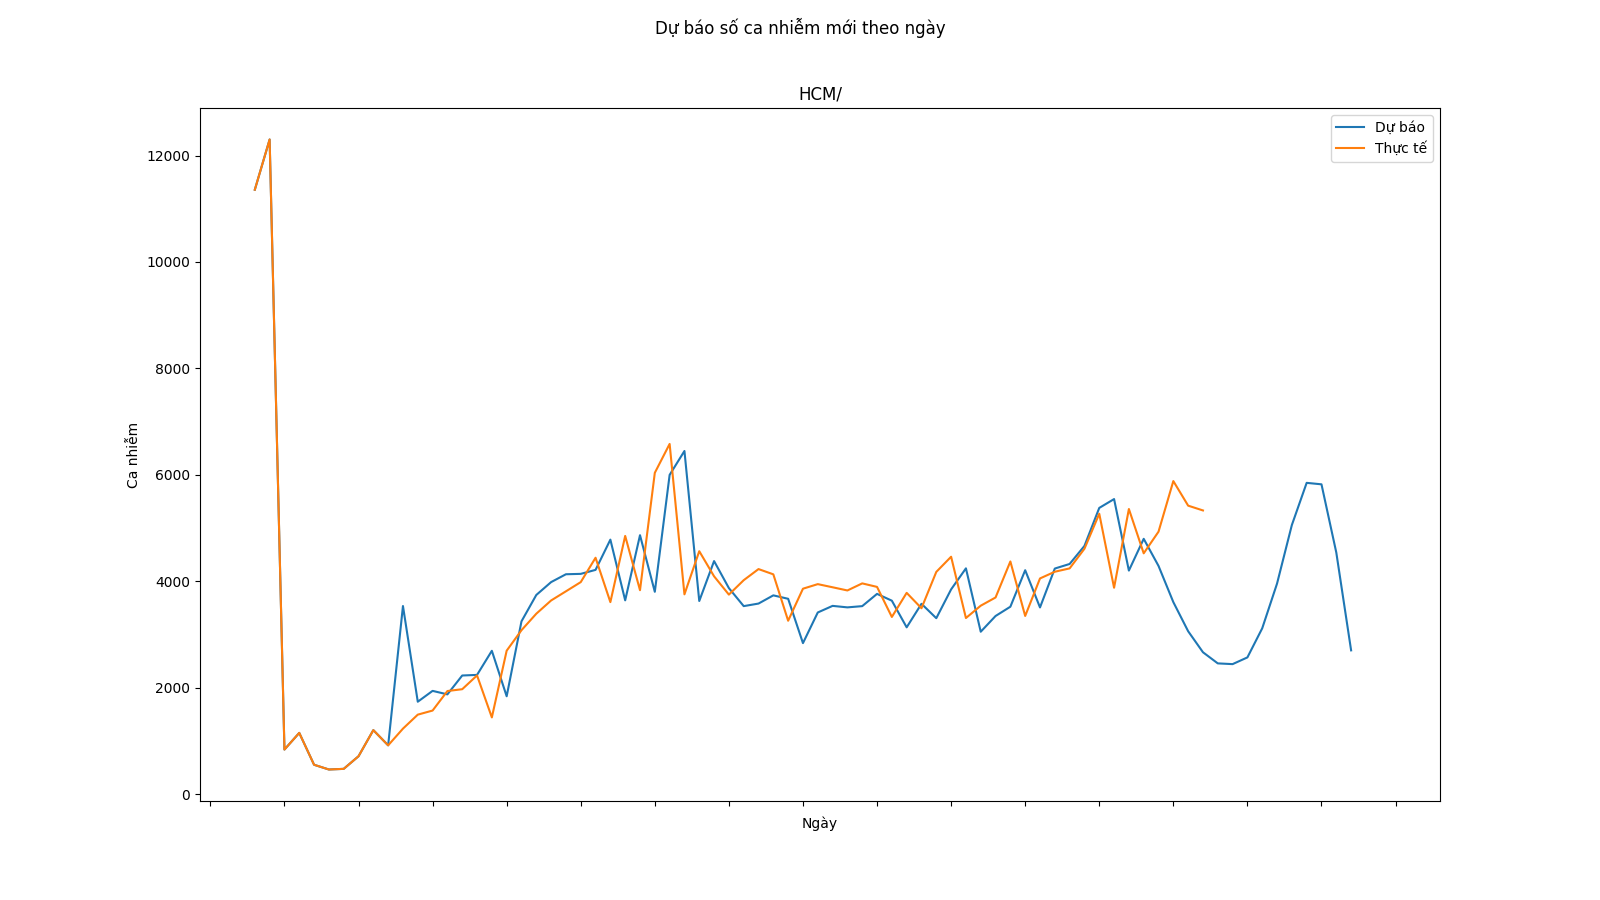 Dự báo số ca nhiễm mới theo ngày
HCM/
Dự báo
Thực tế
12000
10000
8000
6000
4000
2000
0
Ca nhiễm
Ngày